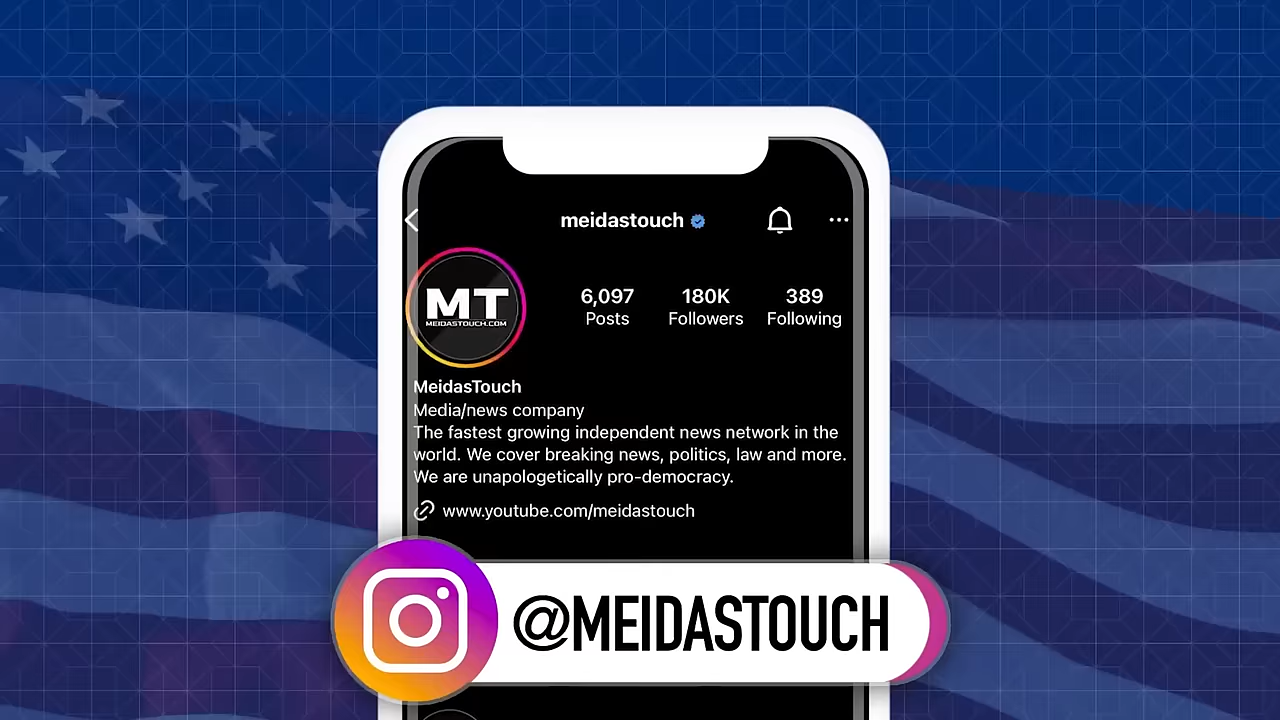 meidastouch
MT
MEIDASTOUCH.COM
6,097 180K 389
Posts Followers Following
MeidasTouch
Media/news company
The fastest growing independent news network in the
world. We cover breaking news, politics, law and more.
We are unapologetically pro-democracy.
www.youtube.com/meidastouch
@MEIDASTOUCH